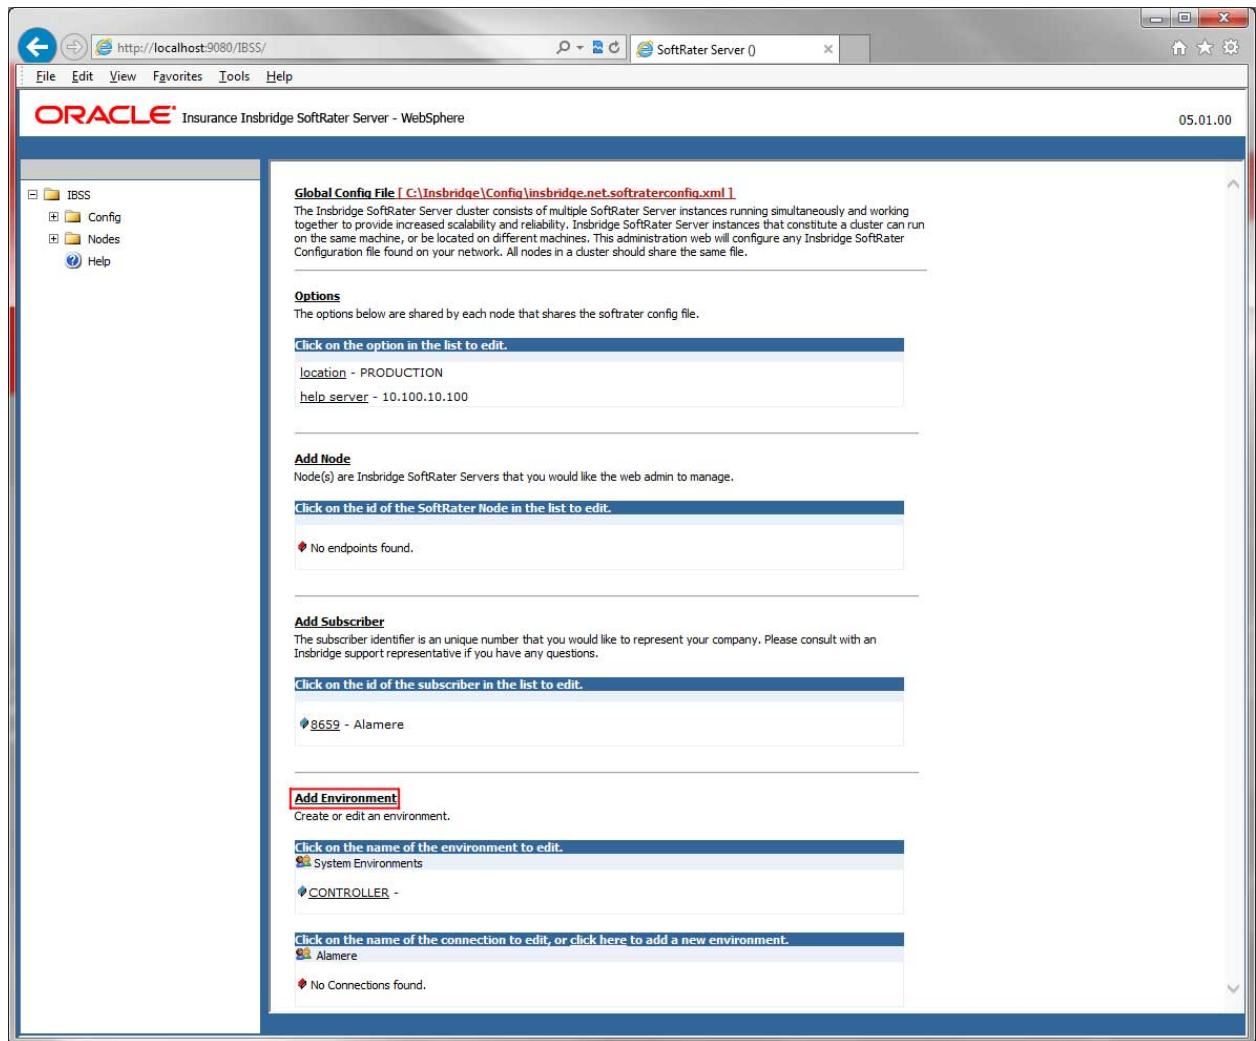 http://localhost:9080/IBSS/
SoftRater Server ()
File Edit View Favorites Tools Help
ORACLE Insurance Insbridge SoftRater Server - WebSphere
05.01.00
IBSS
Config
Nodes
Help
Global Config File [ C:\Insbridge\Config\insbridge.net.softraterconfig.xml ]
The Insbridge SoftRater Server cluster consists of multiple SoftRater Server instances running simultaneously and working
together to provide increased scalability and reliability. Insbridge SoftRater Server instances that constitute a cluster can run
on the same machine, or be located on different machines. This administration web will configure any Insbridge SoftRater
Configuration file found on your network. All nodes in a cluster should share the same file.
Options
The options below are shared by each node that shares the softrater config file.
Click on the option in the list to edit.
location - PRODUCTION
help server - 10.100.10.100
Add Node
Node(s) are Insbridge SoftRater Servers that you would like the web admin to manage.
Click on the id of the SoftRater Node in the list to edit.
No endpoints found.
Add Subscriber
The subscriber identifier is an unique number that you would like to represent your company. Please consult with an
Insbridge support representative if you have any questions.
Click on the id of the subscriber in the list to edit.
8659 - Alamere
Add Environment
Create or edit an environment.
Click on the name of the environment to edit.
System Environments
CONTROLLER -
Click on the name of the connection to edit, or click here to add a new environment.
Alamere
No Connections found.